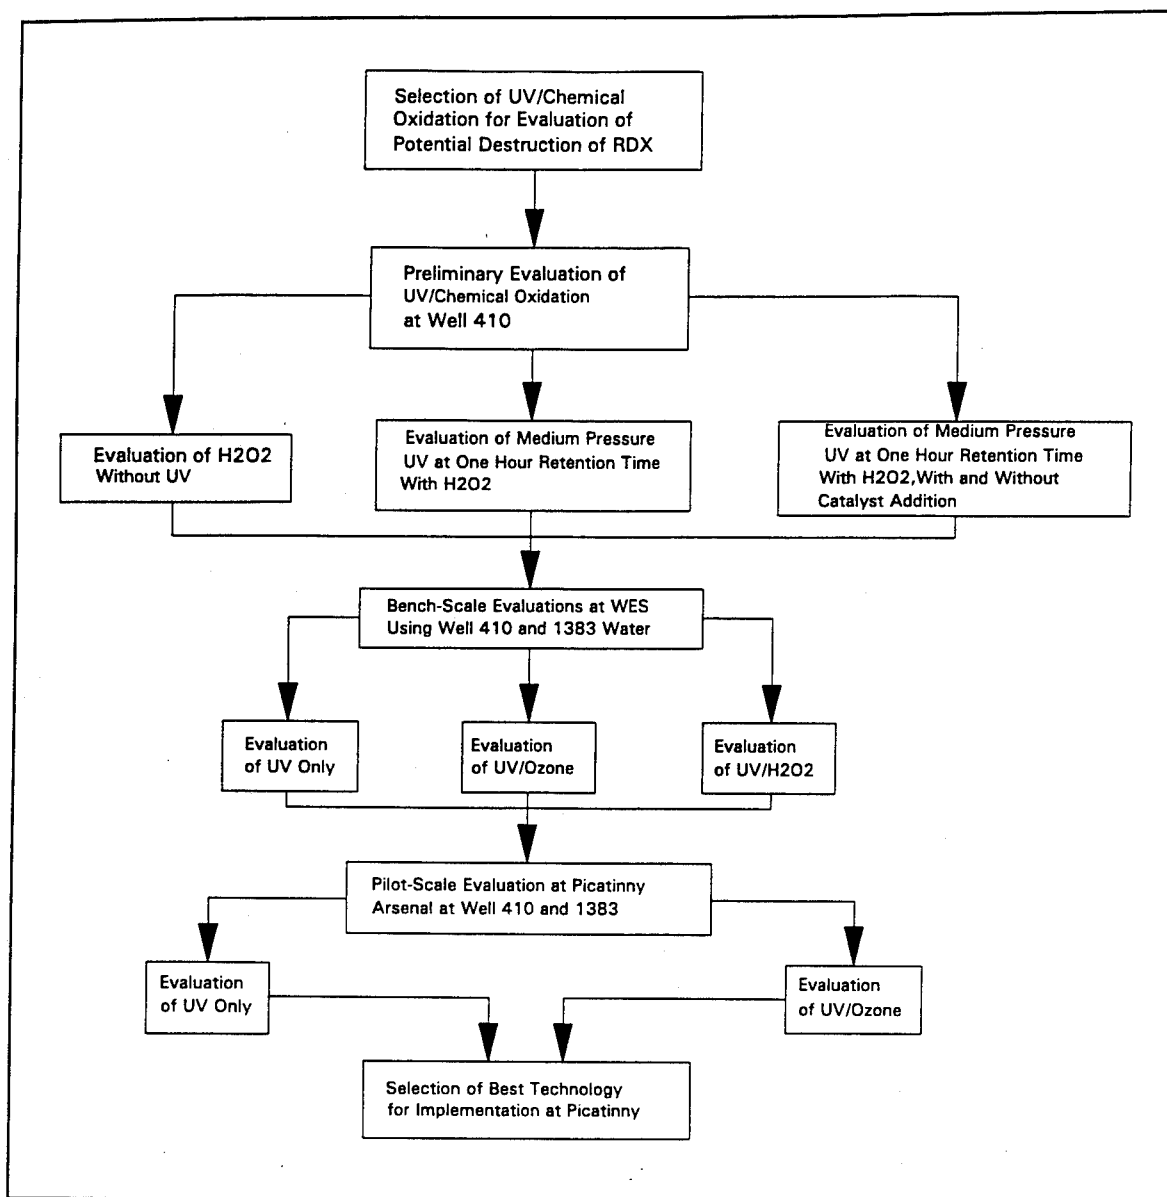 Selection of UV/Chemical
Oxidation for Evaluation of
Potential Destruction of RDX
Preliminary Evaluation of
UV/Chemical Oxidation
at Well 410
Evaluation of H2O2
Without UV
Evaluation of Medium Pressure
UV at One Hour Retention Time
With H2O2
Evaluation of Medium Pressure
UV at One Hour Retention Time
With H2O2,With and Without
Catalyst Addition
Bench-Scale Evaluations at WES
Using Well 410 and 1383 Water
Evaluation
of UV Only
Evaluation
of UV/Ozone
Evaluation
of UV/H2O2
Pilot-Scale Evaluation at Picatinny
Arsenal at Well 410 and 1383
Evaluation
of UV Only
Evaluation
of UV/Ozone
Selection of Best Technology
for Implementation at Picatinny